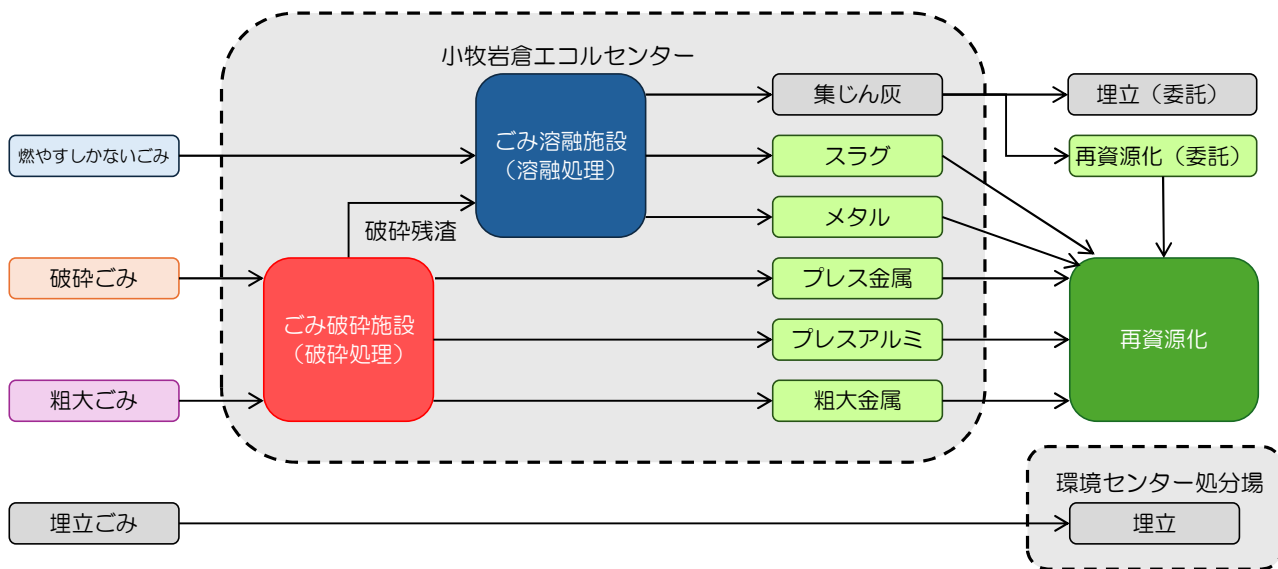 小牧岩倉エコルセンター
燃やすしかないごみ
破砕ごみ
粗大ごみ
埋立ごみ
ごみ溶融施設
（溶融処理）
破砕残渣
ごみ破砕施設
（破砕処理）
集じん灰
スラグ
メタル
プレス金属
プレスアルミ
粗大金属
埋立（委託）
再資源化（委託）
再資源化
環境センター処分場
埋立